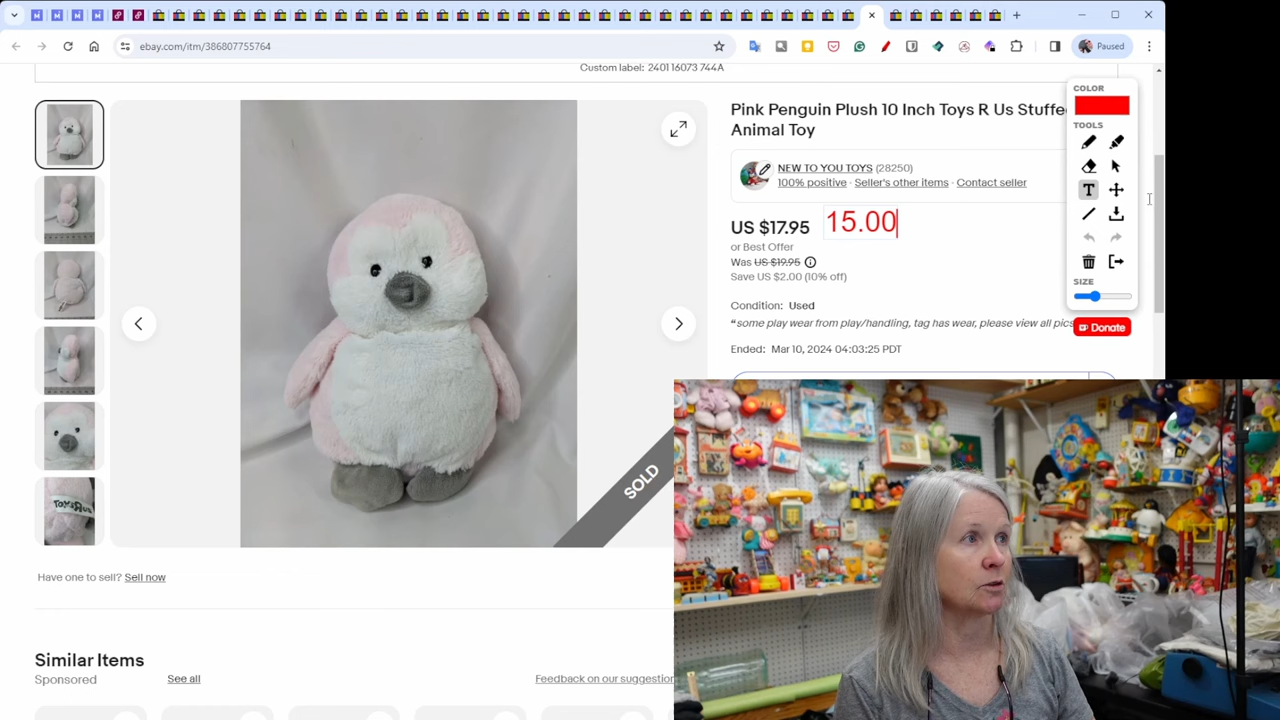 ebay.com/itm/386807755764
Paused
Custom label: 2401 16073 744A
Pink Penguin Plush 10 Inch Toys R Us Stuffe
Animal Toy
NEW TO YOU TOYS (28250)
100% positive · Seller's other items · Contact seller
US $17.95
15.00
or Best Offer
Was US $19.95
Save US $2.00 (10% off)
Condition: Used
"some play wear from play/handling, tag has wear, please view all pics
Ended: Mar 10, 2024 04:03:25 PDT
SOLD
TOYSRUS
Have one to sell? Sell now
Similar Items
Sponsored
See all
Feedback on our suggestion
COLOR
TOOLS
T
SIZE
Donate